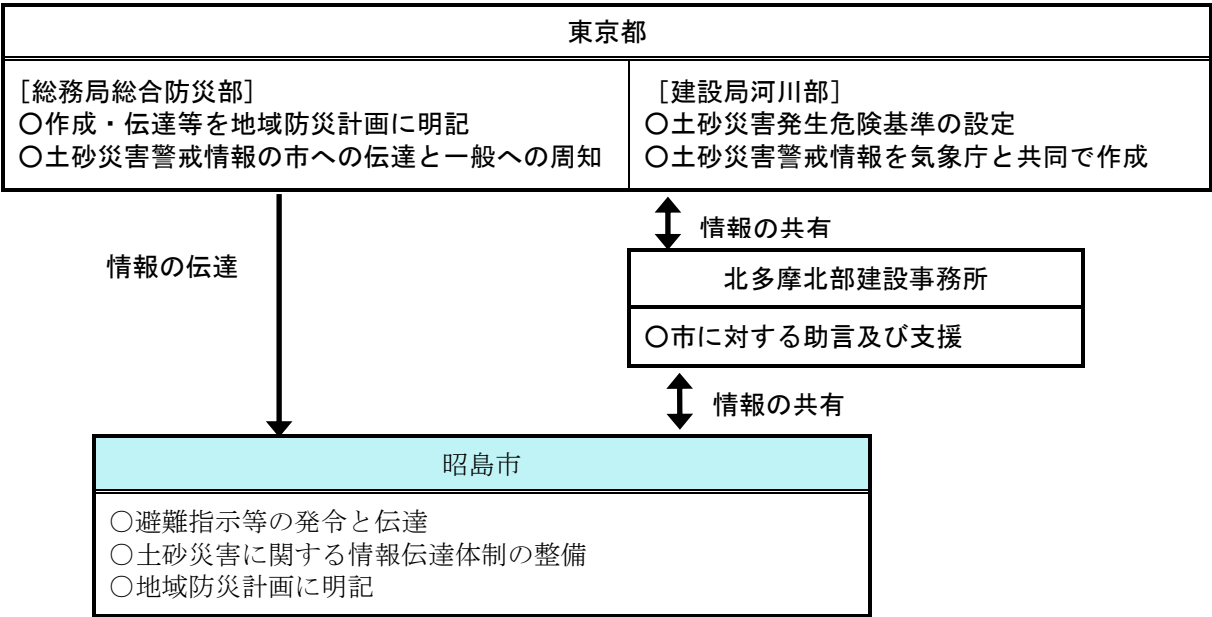 東京都
[総務局総合防災部]
〇作成・伝達等を地域防災計画に明記
〇土砂災害警戒情報の市への伝達と一般への周知
[建設局河川部]
〇土砂災害発生危険基準の設定
〇土砂災害警戒情報を気象庁と共同で作成
情報の伝達
情報の共有
北多摩北部建設事務所
〇市に対する助言及び支援
情報の共有
昭島市
〇避難指示等の発令と伝達
〇土砂災害に関する情報伝達体制の整備
〇地域防災計画に明記